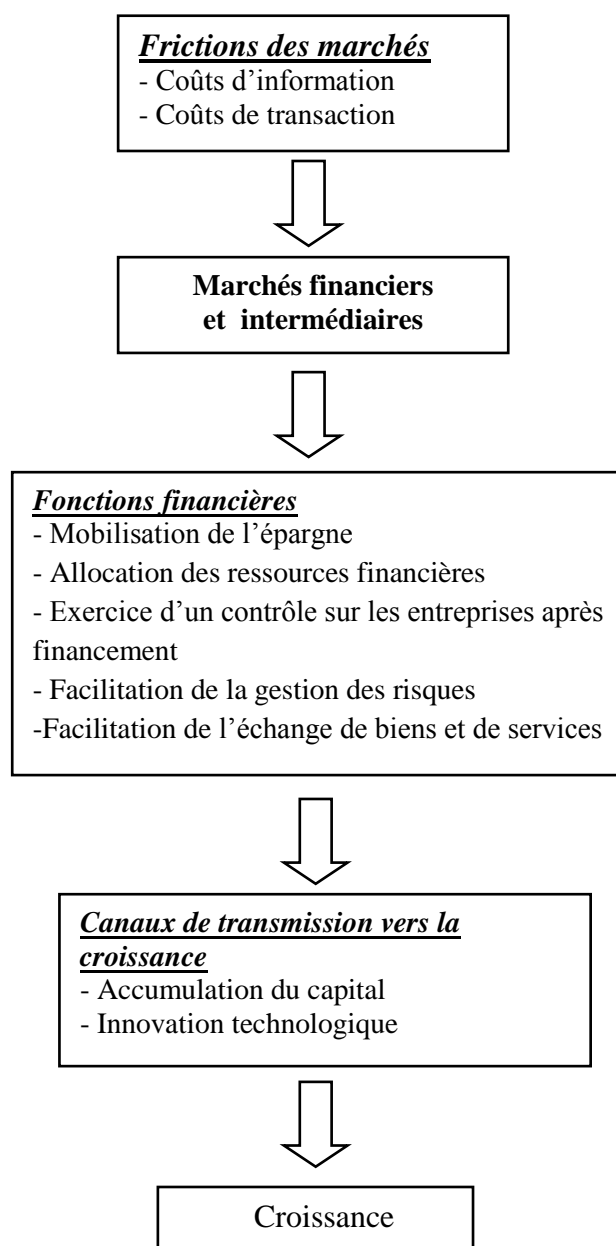 Frictions des marchés
- Coûts d’information
- Coûts de transaction
Marchés financiers
et intermédiaires
Fonctions financières
- Mobilisation de l’épargne
- Allocation des ressources financières
- Exercice d’un contrôle sur les entreprises après
financement
- Facilitation de la gestion des risques
-Facilitation de l’échange de biens et de services
Canaux de transmission vers la
croissance
- Accumulation du capital
- Innovation technologique
Croissance